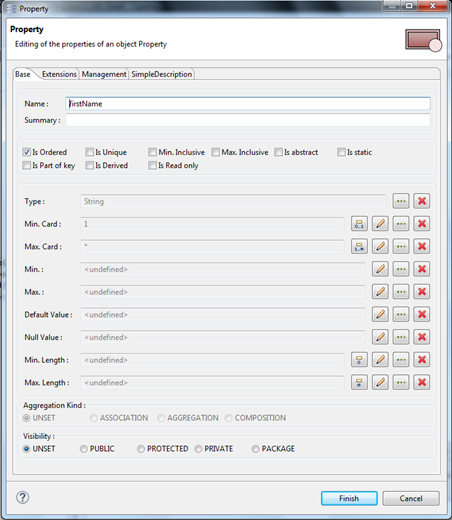 Property
Property
Editing of the properties of an object Property
Base Extensions Management SimpleDescription
Name : firstName
Summary :
Is Ordered Is Unique Min. Inclusive Max. Inclusive Is abstract Is static
Is Part of key Is Derived Is Read only
Type : String ...
Min. Card : 1 0..1 ...
Max. Card : * ...
Min. : <undefined> ...
Max. : <undefined> ...
Default Value : <undefined> ...
Null Value : <undefined> ...
Min. Length : <undefined> 0 ...
Max. Length : <undefined> ...
Aggregation Kind :
UNSET ASSOCIATION AGGREGATION COMPOSITION
Visibility :
UNSET PUBLIC PROTECTED PRIVATE PACKAGE
? Finish Cancel